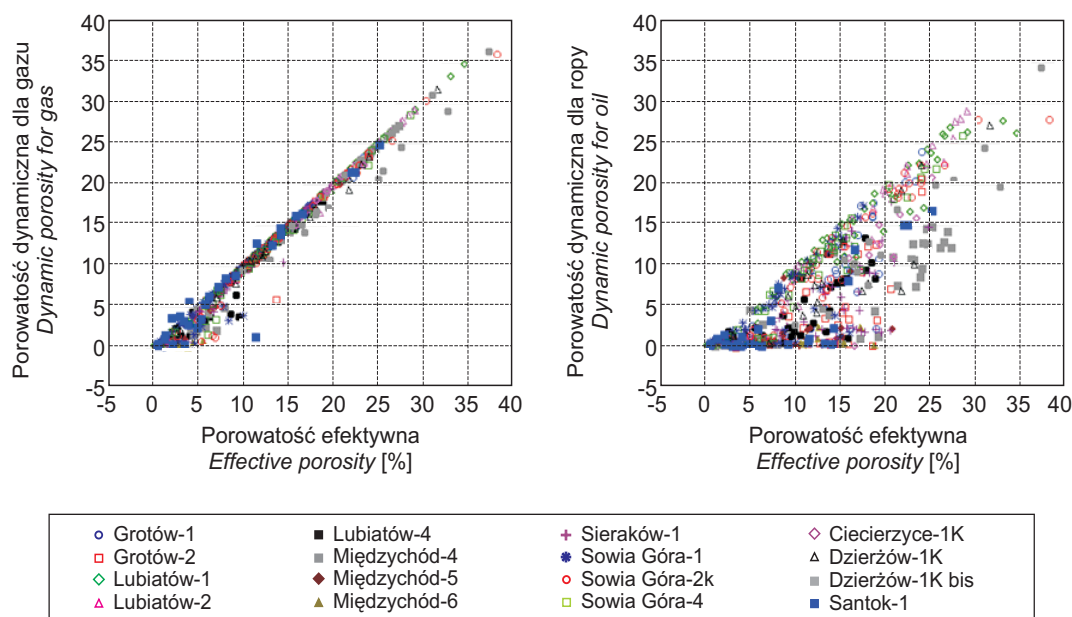 Porowatość dynamiczna dla gazu
Dynamic porosity for gas
40
35
30
25
20
15
10
5
0
-5
-5 0 5 10 15 20 25 30 35 40
Porowatość efektywna
Effective porosity [%]
Porowatość dynamiczna dla ropy
Dynamic porosity for oil
40
35
30
25
20
15
10
5
0
-5
-5 0 5 10 15 20 25 30 35 40
Porowatość efektywna
Effective porosity [%]
Grotów-1
Grotów-2
Lubiatów-1
Lubiatów-2
Lubiatów-4
Międzychód-4
Międzychód-5
Międzychód-6
Sieraków-1
Sowia Góra-1
Sowia Góra-2k
Sowia Góra-4
Ciecierzyce-1K
Dzierżów-1K
Dzierżów-1K bis
Santok-1